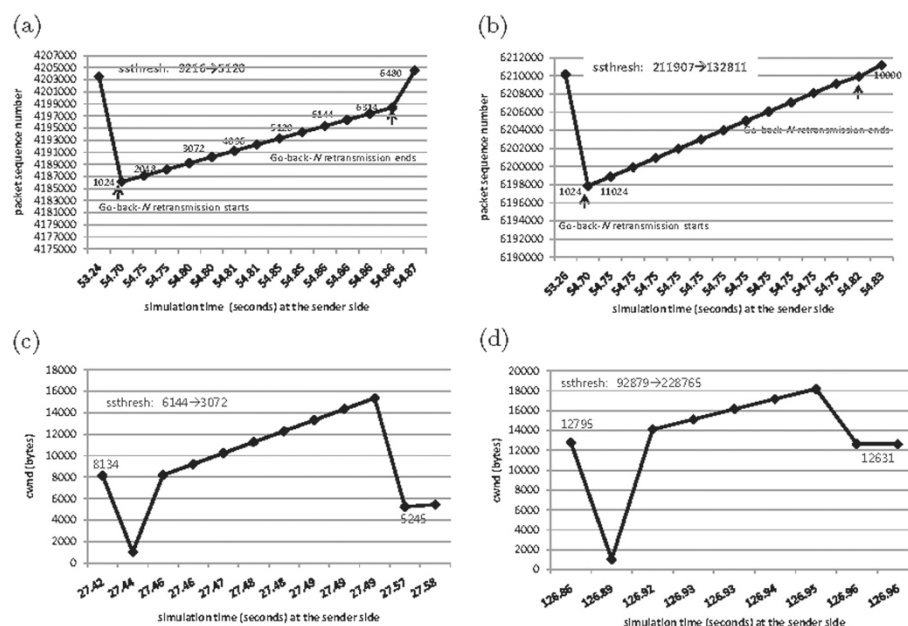 (a)
4207000
4203000
4199000
4195000
4191000
4187000
4183000
4179000
4175000
packet sequence number
ssthresh: 9216→5120
6480
6314
6144
5120
4096
3072
2048
1024
Go-back-N retransmission ends
Go-back-N retransmission starts
53.24 54.70 54.75 54.75 54.80 54.80 54.81 54.81 54.85 54.85 54.86 54.86 54.86 54.86 54.87
simulation time (seconds) at the sender side
(b)
6212000
6210000
6208000
6206000
6204000
6202000
6200000
6198000
6196000
6194000
6192000
6190000
packet sequence number
ssthresh: 211907→132811
10000
Go-back-N retransmission ends
1024
11024
Go-back-N retransmission starts
53.26 54.70 54.75 54.75 54.75 54.75 54.75 54.75 54.75 54.75 54.75 54.75 54.75 54.82 54.83
simulation time (seconds) at the sender side
(c)
18000
16000
14000
12000
10000
8000
6000
4000
2000
0
cwnd (bytes)
ssthresh: 6144→3072
8134
5245
27.42 27.44 27.46 27.46 27.47 27.48 27.48 27.49 27.49 27.49 27.57 27.58
simulation time (seconds) at the sender side
(d)
20000
18000
16000
14000
12000
10000
8000
6000
4000
2000
0
cwnd (bytes)
ssthresh: 92879→228765
12795
12631
126.86 126.89 126.92 126.93 126.93 126.94 126.95 126.96 126.96
simulation time (seconds) at the sender side